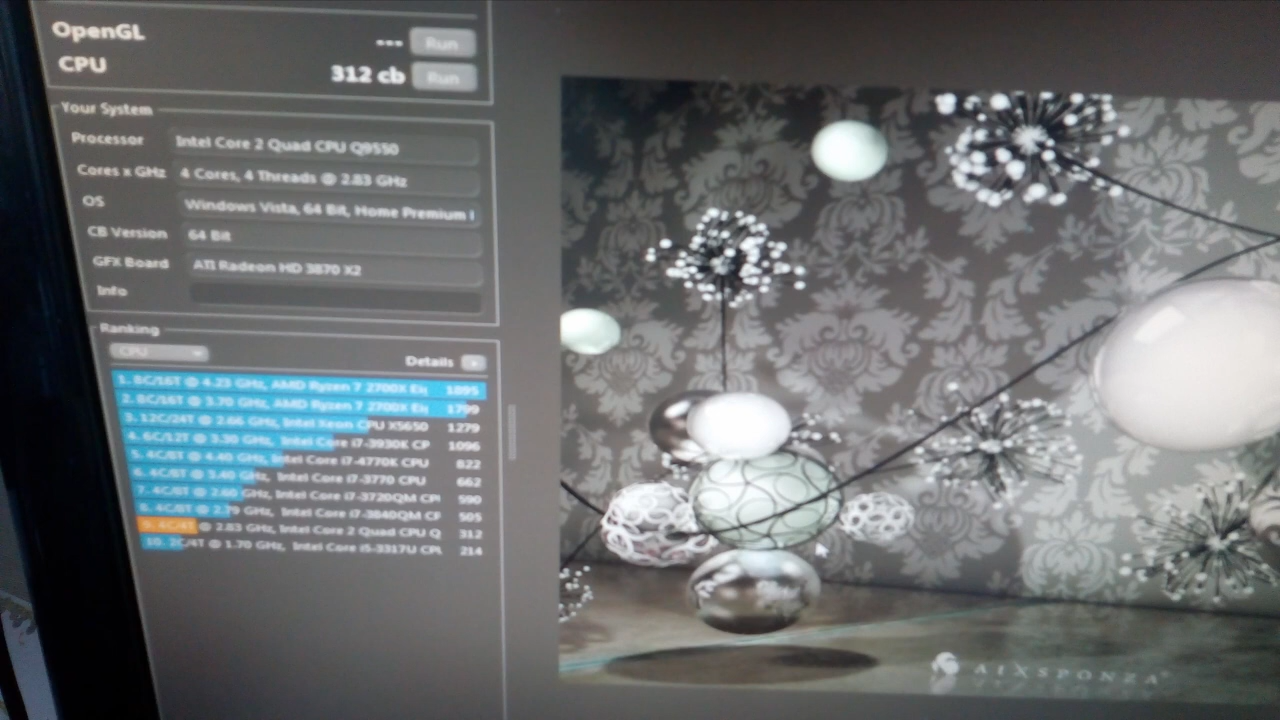 OpenGL --- Run
CPU 312 cb Run
Your System
Processor Intel Core 2 Quad CPU Q9550
Cores x GHz 4 Cores, 4 Threads @ 2.83 GHz
OS Windows Vista, 64 Bit, Home Premium
CB Version 64 Bit
GFX Board ATI Radeon HD 3870 X2
Info
Ranking
CPU Details
1. 8C/16T @ 4.23 GHz, AMD Ryzen 7 2700X Eig 1895
2. 8C/16T @ 3.70 GHz, AMD Ryzen 7 2700X Eig 1799
3. 12C/24T @ 2.66 GHz, Intel Xeon CPU X5650 1279
4. 6C/12T @ 3.30 GHz, Intel Core i7-3930K CP 1096
5. 4C/8T @ 4.40 GHz, Intel Core i7-4770K CPU 822
6. 4C/8T @ 3.40 GHz, Intel Core i7-3770 CPU 662
7. 4C/8T @ 2.60 GHz, Intel Core i7-3720QM CPI 590
8. 4C/8T @ 2.79 GHz, Intel Core i7-3840QM CP 505
9. 4C/4T @ 2.83 GHz, Intel Core 2 Quad CPU Q 312
10. 2C/4T @ 1.70 GHz, Intel Core i5-3317U CPU 214
AIXSPONZA